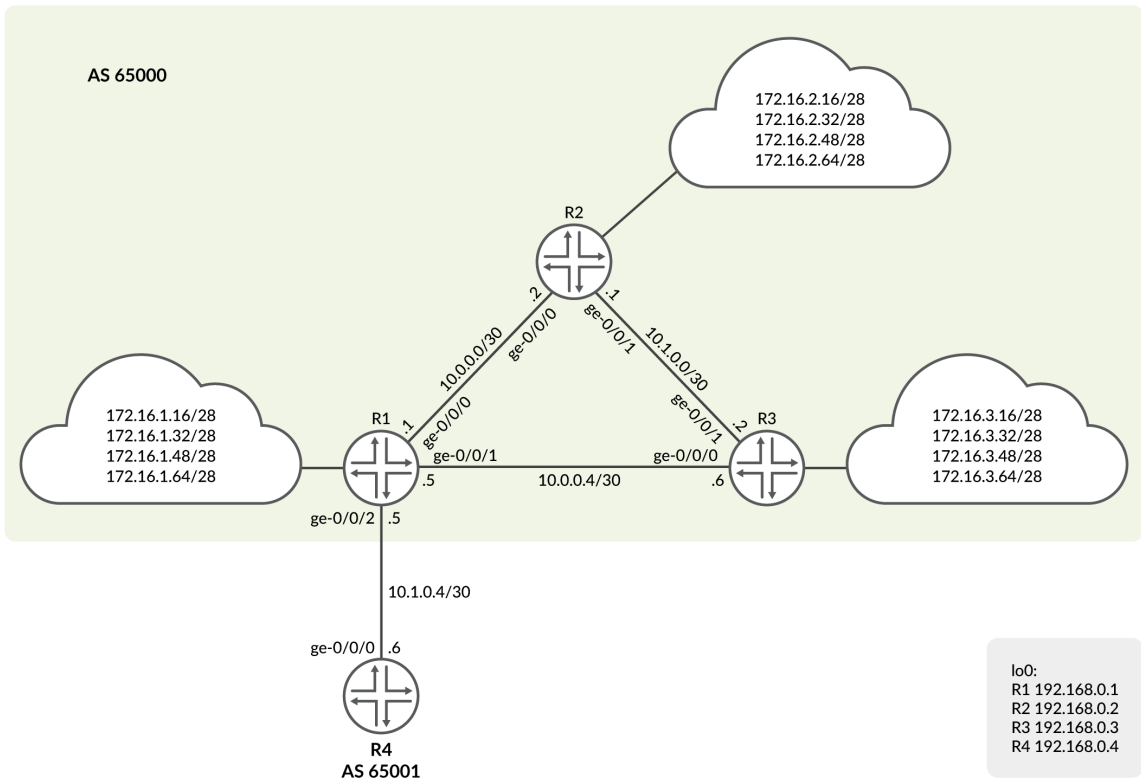 AS 65000
172.16.2.16/28
172.16.2.32/28
172.16.2.48/28
172.16.2.64/28
R2
.2
.1
ge-0/0/0
ge-0/0/1
10.0.0.0/30
10.1.0.0/30
172.16.1.16/28
172.16.1.32/28
172.16.1.48/28
172.16.1.64/28
R1
.1
ge-0/0/0
ge-0/0/1
.5
10.0.0.4/30
ge-0/0/1
.2
R3
ge-0/0/0
.6
172.16.3.16/28
172.16.3.32/28
172.16.3.48/28
172.16.3.64/28
ge-0/0/2
.5
10.1.0.4/30
ge-0/0/0
.6
R4
AS 65001
lo0:
R1 192.168.0.1
R2 192.168.0.2
R3 192.168.0.3
R4 192.168.0.4